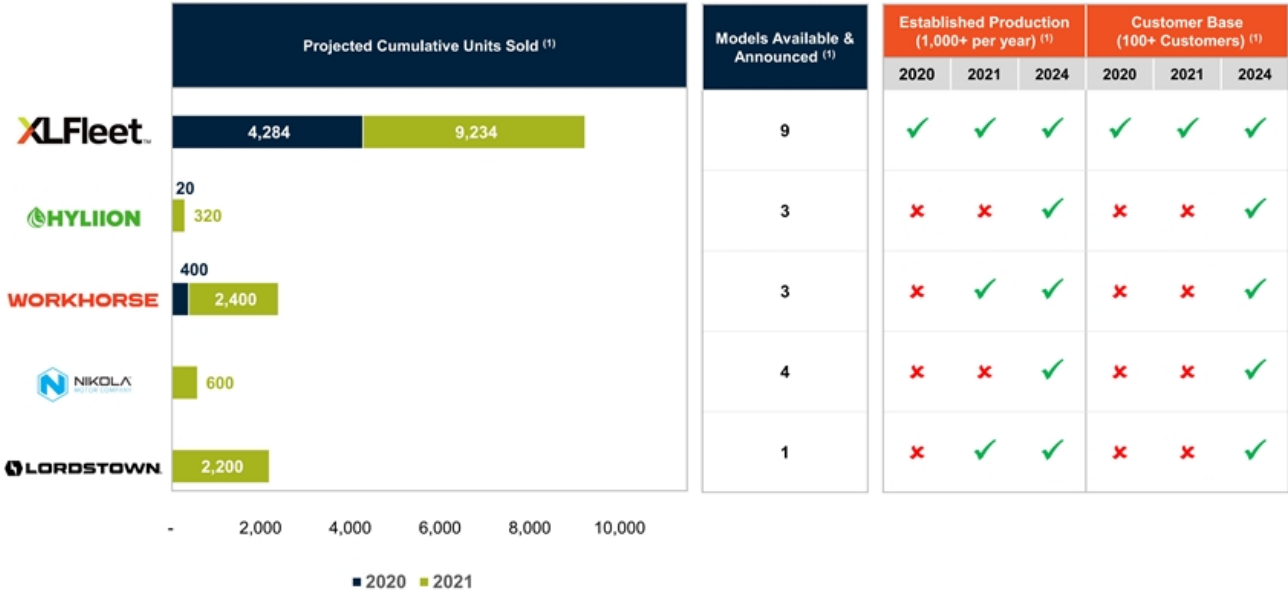 Projected Cumulative Units Sold (1)
Models Available &
Announced (1)
Established Production
(1,000+ per year) (1)
Customer Base
(100+ Customers) (1)
2020 2021 2024 2020 2021 2024
XLFleet™
4,284 9,234
9
✓ ✓ ✓ ✓ ✓ ✓
HYLIION
20
320
3
✗ ✗ ✓ ✗ ✗ ✓
WORKHORSE
400
2,400
3
✗ ✓ ✓ ✗ ✗ ✓
N NIKOLA
MOTOR COMPANY
600
4
✗ ✗ ✓ ✗ ✗ ✓
LORDSTOWN
2,200
1
✗ ✓ ✓ ✗ ✗ ✓
- 2,000 4,000 6,000 8,000 10,000
2020 2021